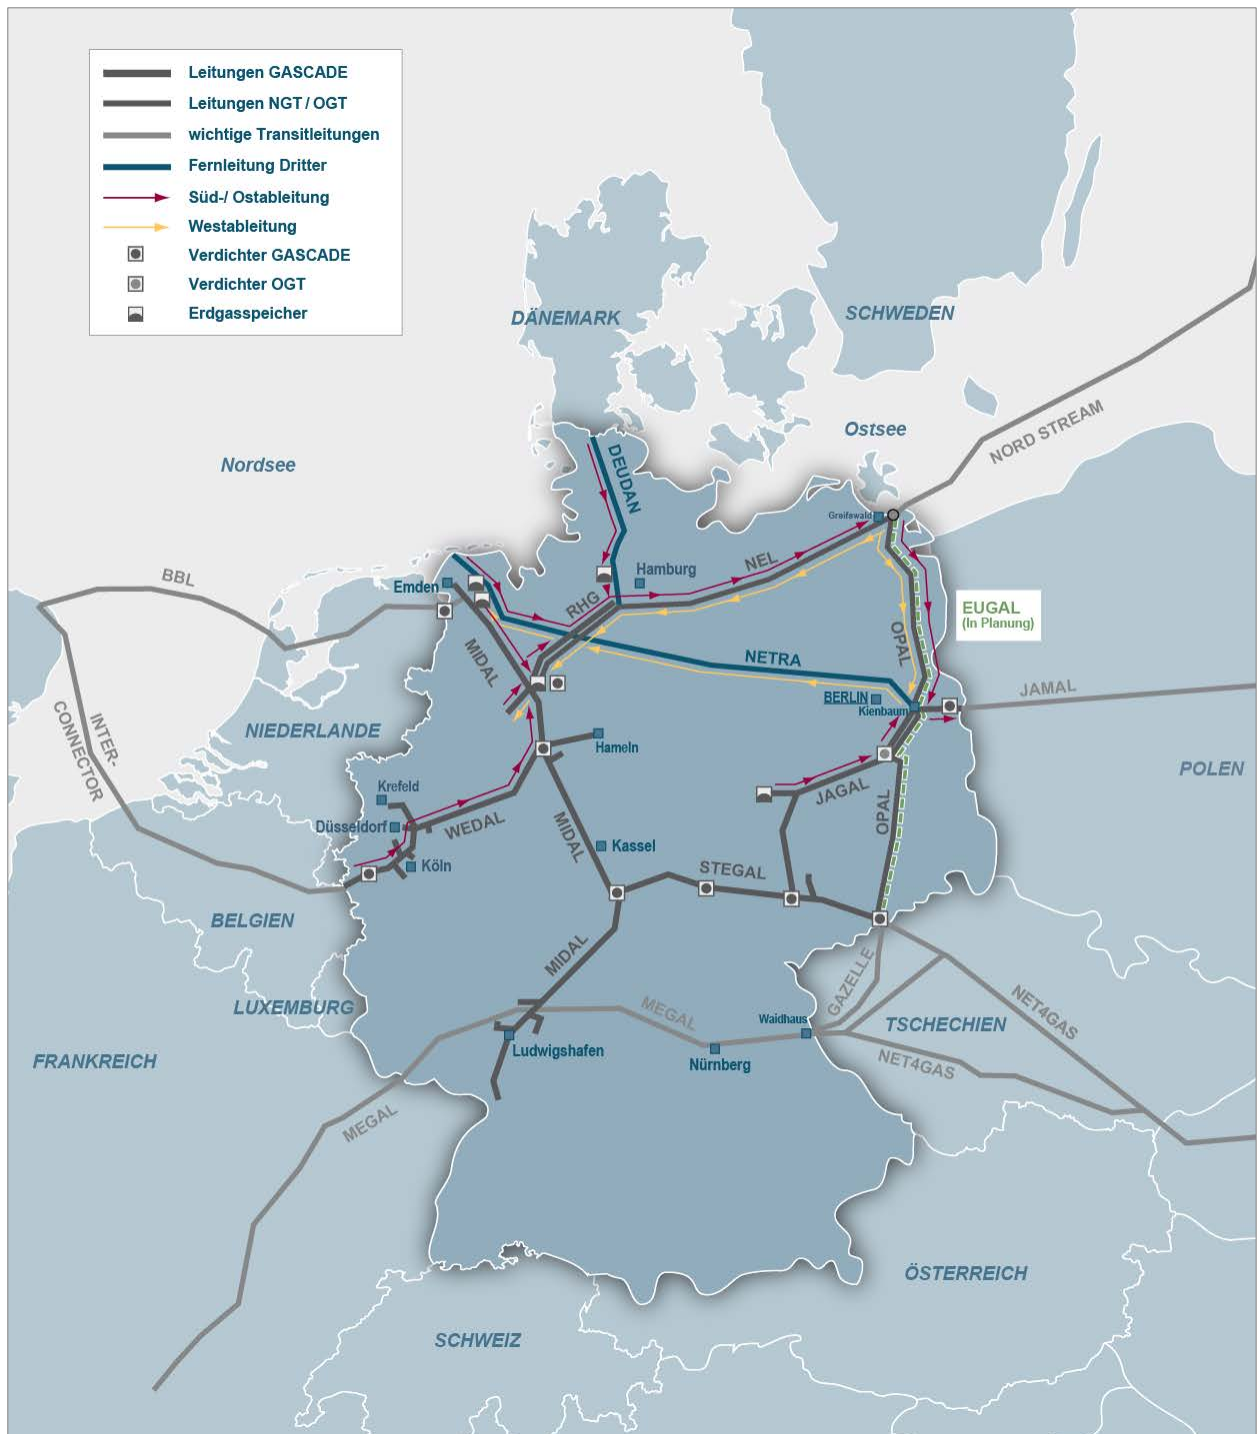 Leitungen GASCADE
Leitungen NGT / OGT
wichtige Transitleitungen
Fernleitung Dritter
Süd-/ Ostableitung
Westableitung
Verdichter GASCADE
Verdichter OGT
Erdgasspeicher
DÄNEMARK
SCHWEDEN
Ostsee
NORD STREAM
Nordsee
DEUDAN
Greifswald
NEL
Hamburg
Emden
BBL
RHG
EUGAL
(In Planung)
OPAL
MIDAL
NETRA
BERLIN
Kienbaum
JAMAL
INTER-
CONNECTOR
NIEDERLANDE
Hameln
POLEN
Krefeld
JAGAL
Düsseldorf
WEDAL
MIDAL
OPAL
Kassel
Köln
STEGAL
BELGIEN
MIDAL
GAZELLE
LUXEMBURG
MEGAL
NET4GAS
Waidhaus
TSCHECHIEN
FRANKREICH
Ludwigshafen
Nürnberg
NET4GAS
MEGAL
ÖSTERREICH
SCHWEIZ